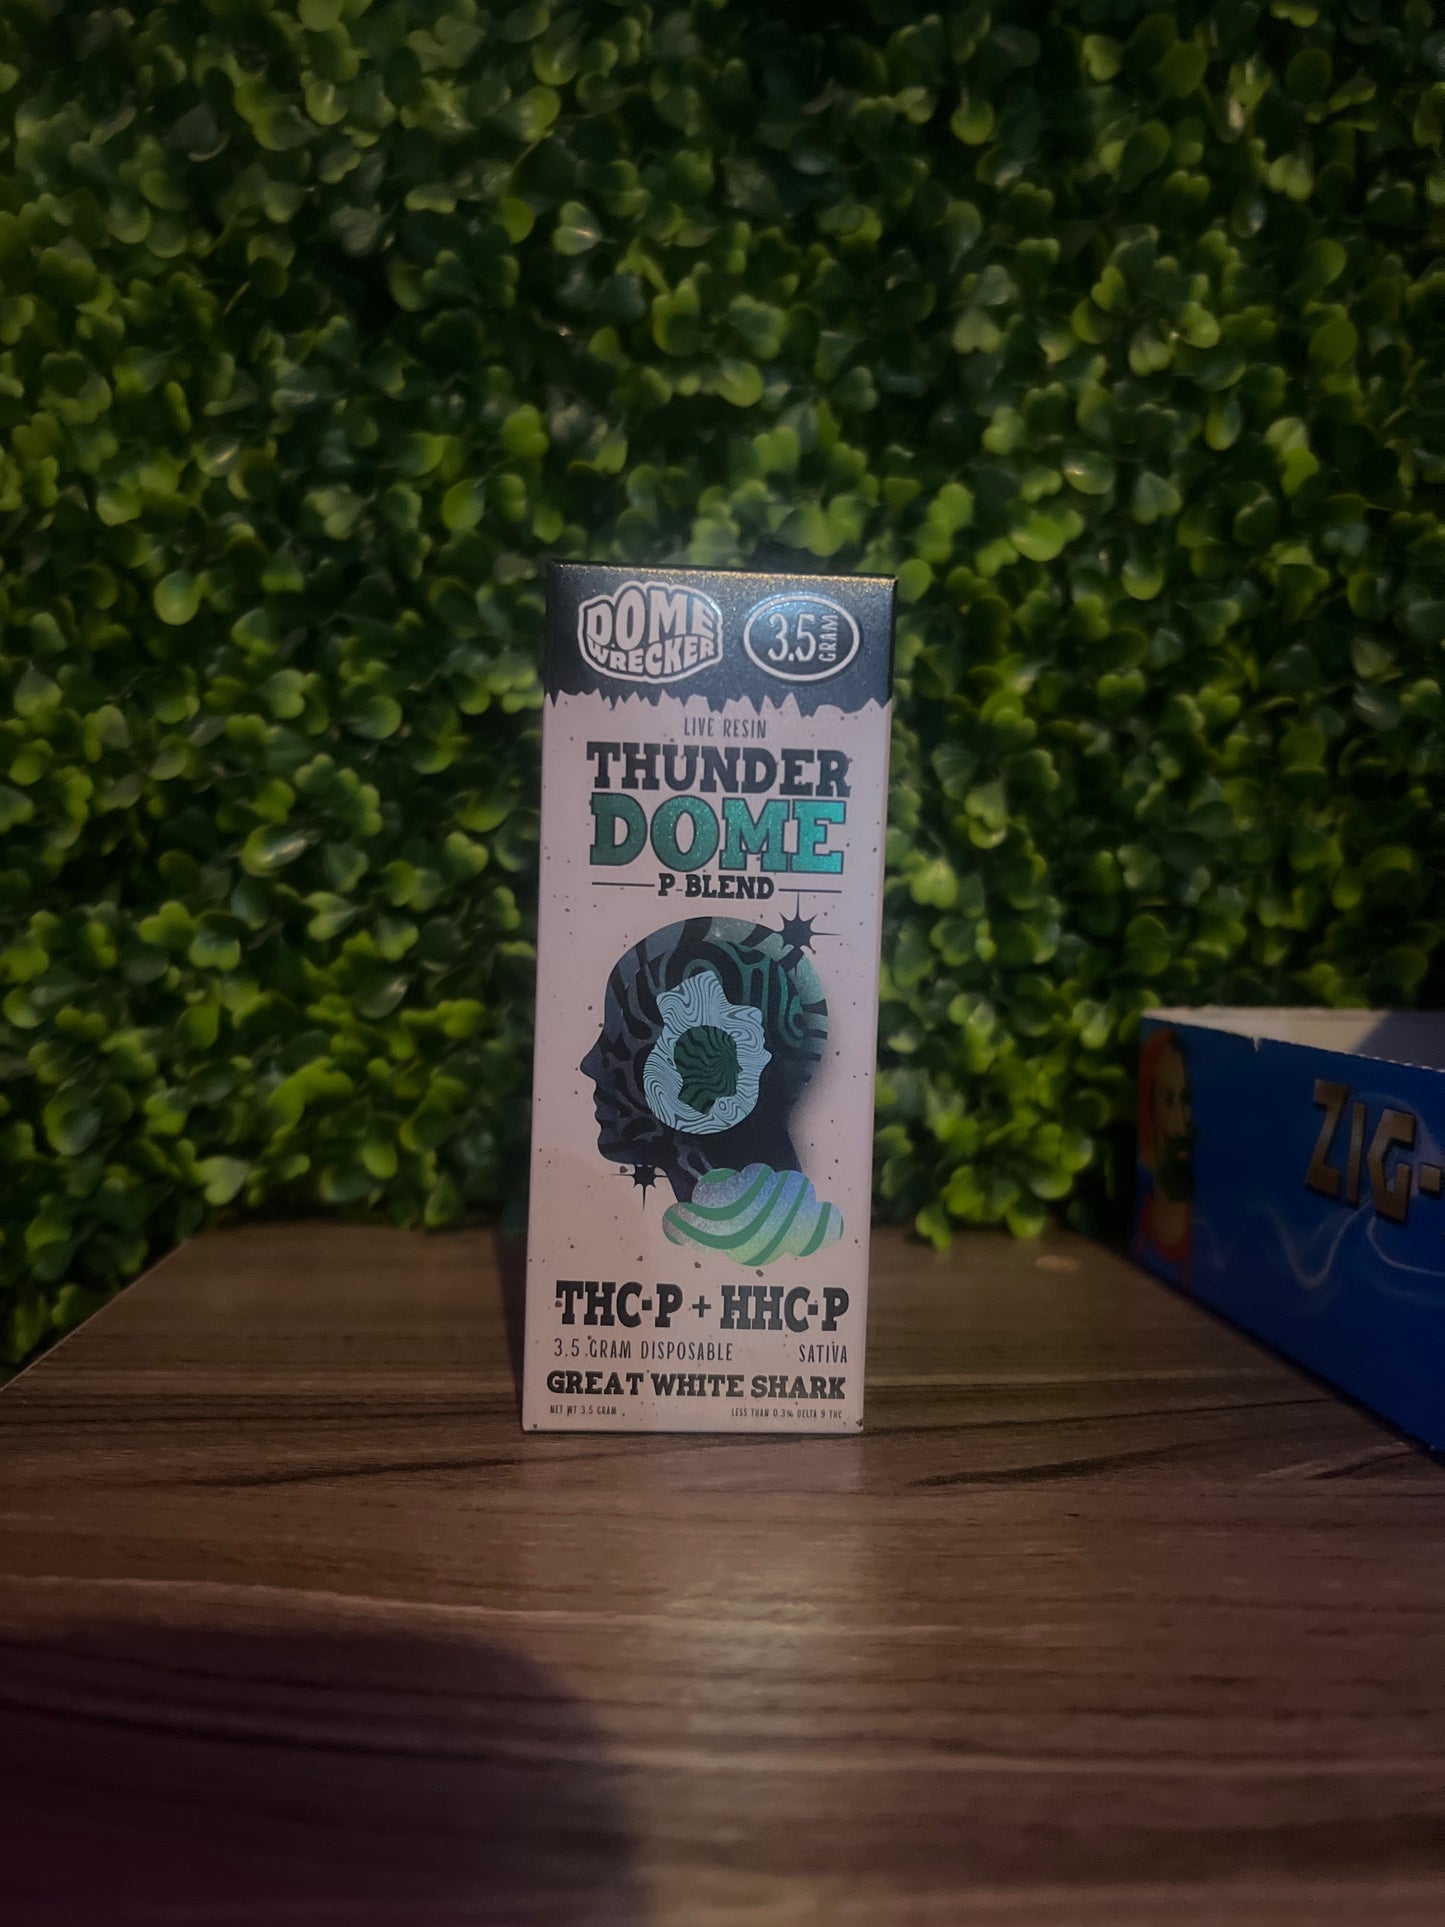 DOME
WRECKER
3.5
GRAM
LIVE RESIN
THUNDER
DOME
P-BLEND
THC-P + HHC-P
3.5 GRAM DISPOSABLE SATIVA
GREAT WHITE SHARK
NET WT 3.5 GRAM LESS THAN 0.3% DELTA 9 THC
ZIG-